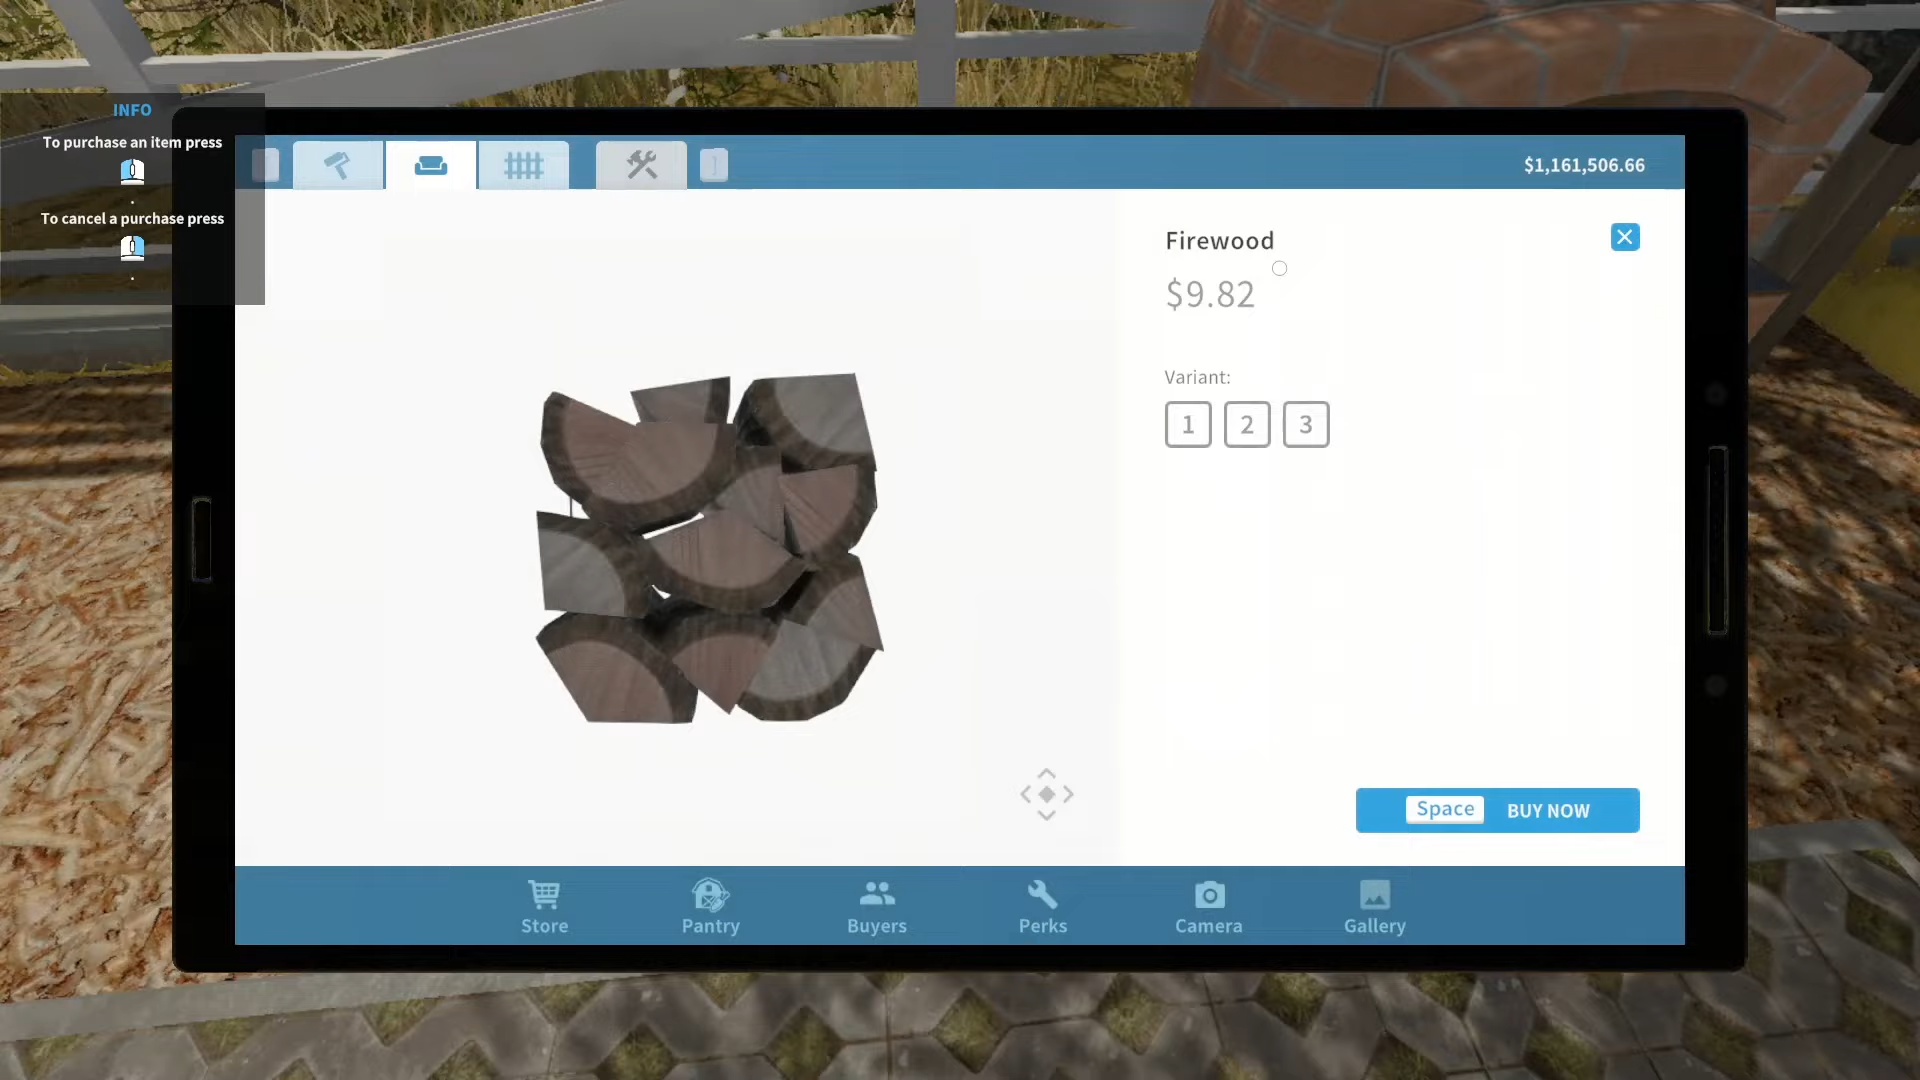 INFO
To purchase an item press
.
To cancel a purchase press
.
$1,161,506.66
Firewood
$9.82
Variant:
1 2 3
Space BUY NOW
Store Pantry Buyers Perks Camera Gallery